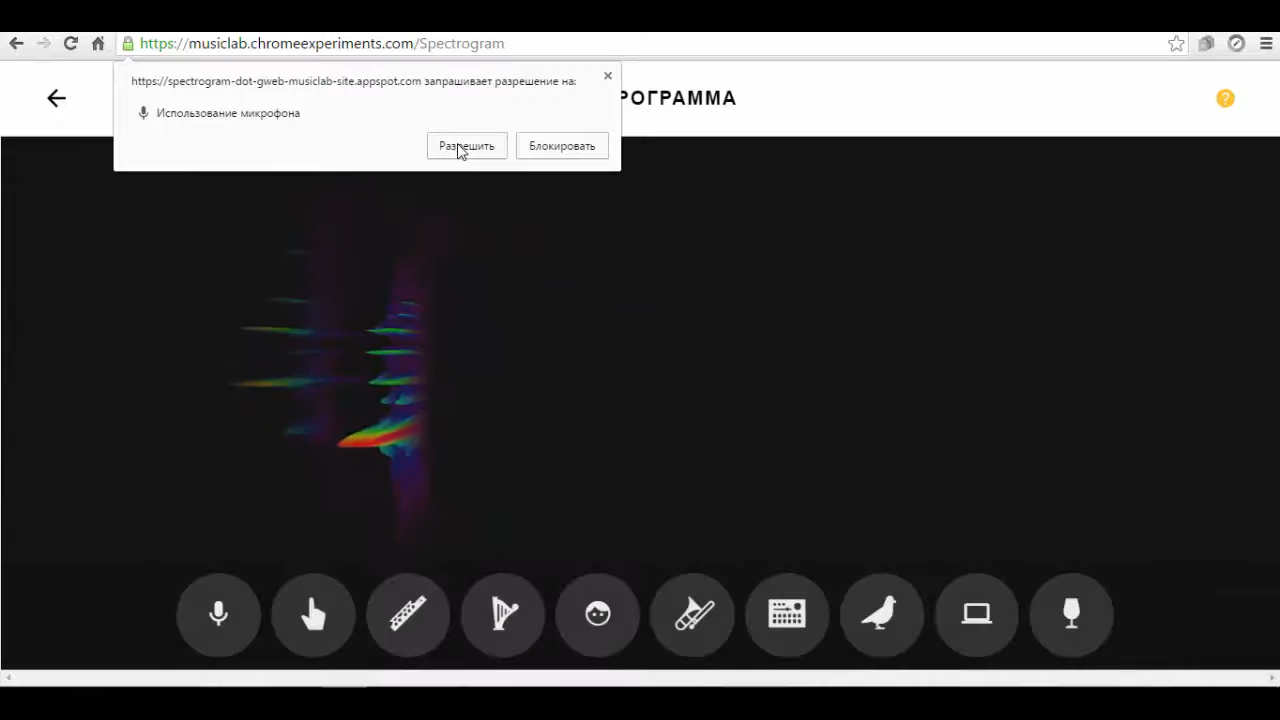 https://musiclab.chromeexperiments.com/Spectrogram
https://spectrogram-dot-gweb-musiclab-site.appspot.com запрашивает разрешение на:
Использование микрофона
РОГРАММА
?
Разрешить
Блокировать